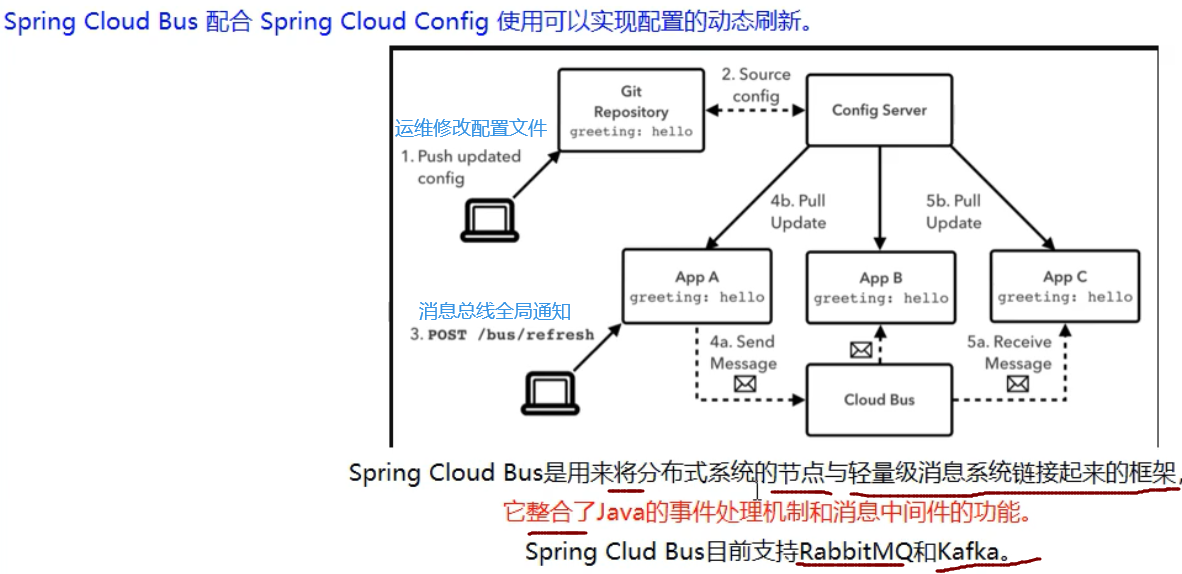 Spring Cloud Bus 配合 Spring Cloud Config 使用可以实现配置的动态刷新。
Git
Repository
greeting: hello
2. Source
config
Config Server
运维修改配置文件
1. Push updated
config
4b. Pull
Update
5b. Pull
Update
App A
greeting: hello
App B
greeting: hello
App C
greeting: hello
消息总线全局通知
3. POST /bus/refresh
4a. Send
Message
5a. Receive
Message
Cloud Bus
Spring Cloud Bus是用来将分布式系统的节点与轻量级消息系统链接起来的框架,
它整合了Java的事件处理机制和消息中间件的功能。
Spring Clud Bus目前支持RabbitMQ和Kafka。